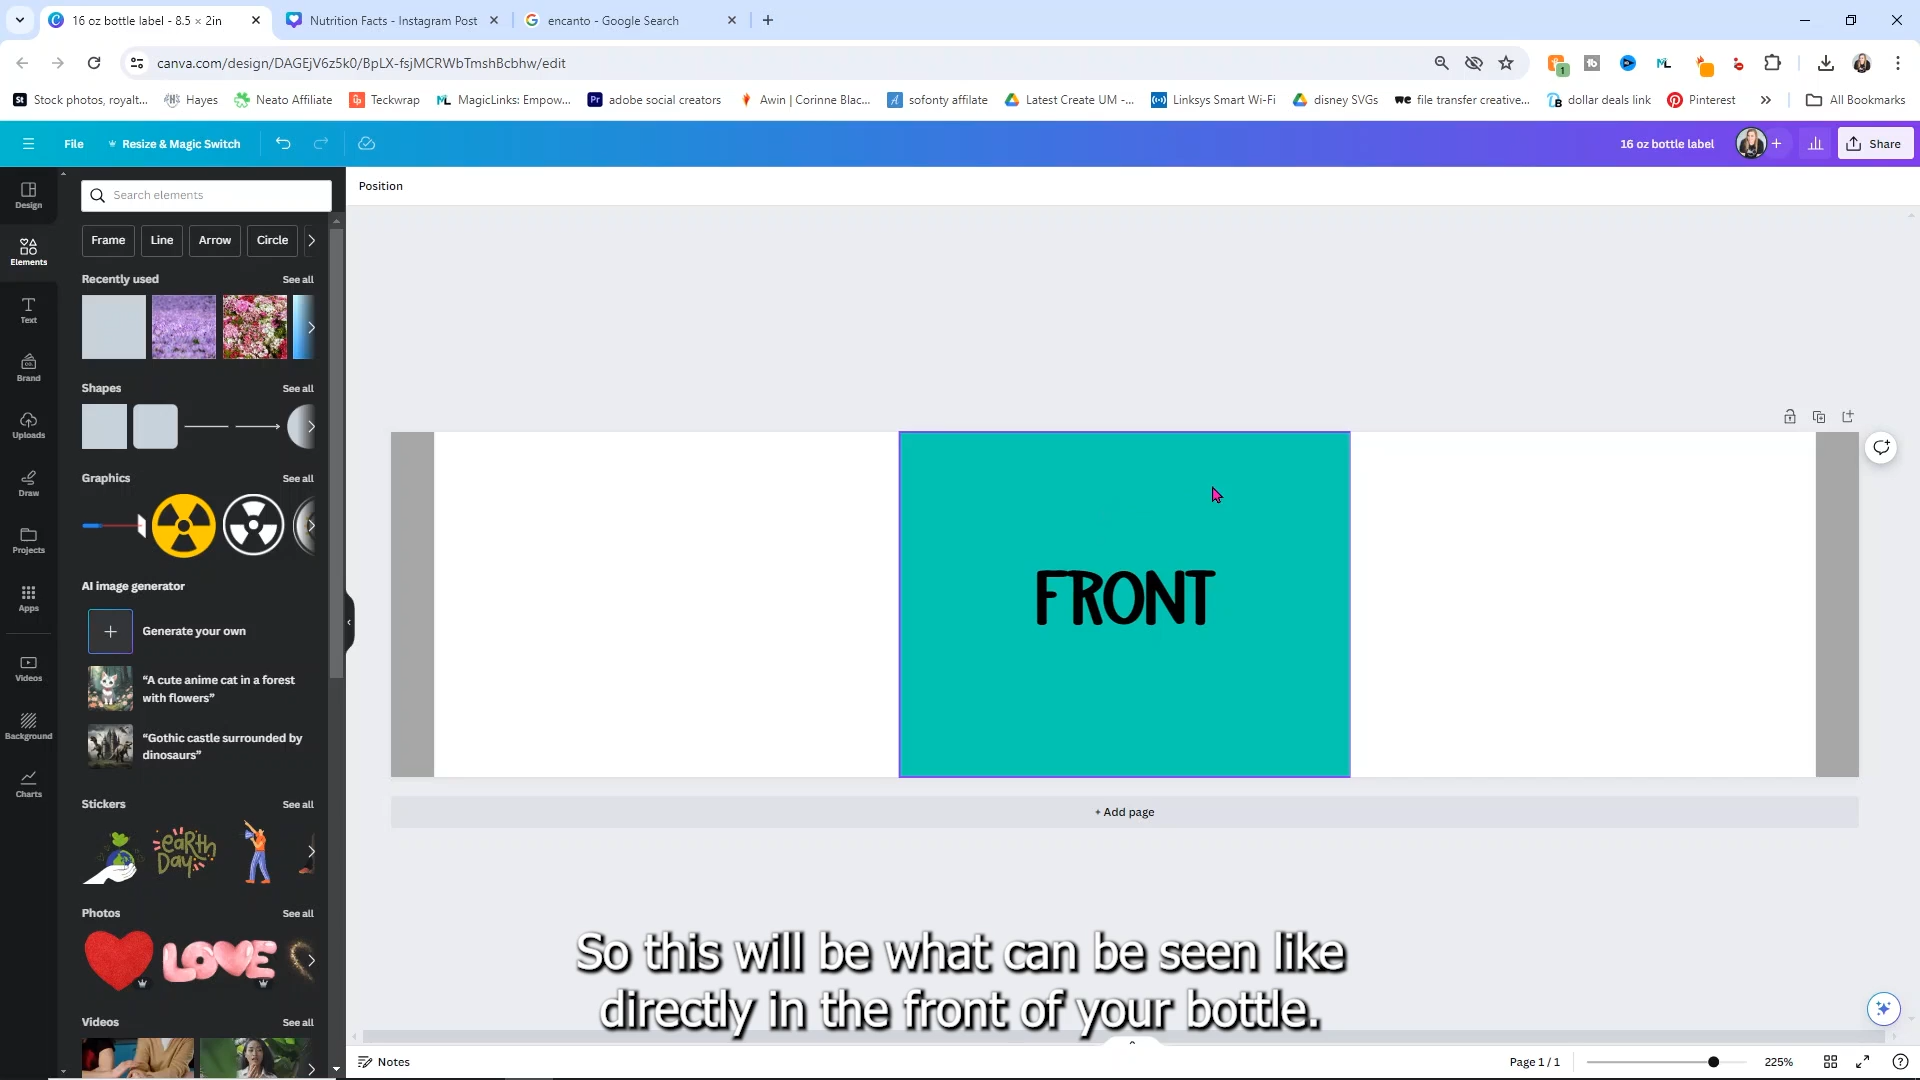 16 oz bottle label - 8.5 × 2in
Nutrition Facts - Instagram Post
encanto - Google Search
canva.com/design/DAGEjV6z5k0/BpLX-fsjMCRWbTmshBcbhw/edit
1
Stock photos, royalt...
Hayes
Neato Affiliate
Teckwrap
MagicLinks: Empow...
adobe social creators
Awin | Corinne Blac...
sofonty affilate
Latest Create UM -...
Linksys Smart Wi-Fi
disney SVGs
file transfer creative...
dollar deals link
Pinterest
All Bookmarks
File
Resize & Magic Switch
16 oz bottle label
Share
Design
Elements
Text
Brand
Uploads
Draw
Projects
Apps
Videos
Background
Charts
Search elements
Frame
Line
Arrow
Circle
Recently used
See all
Shapes
See all
Graphics
See all
AI image generator
Generate your own
“A cute anime cat in a forest
with flowers”
“Gothic castle surrounded by
dinosaurs”
Stickers
See all
earth
Day
Photos
See all
LOVE
Videos
See all
Position
FRONT
+ Add page
So this will be what can be seen like
directly in the front of your bottle.
Notes
Page 1 / 1
225%